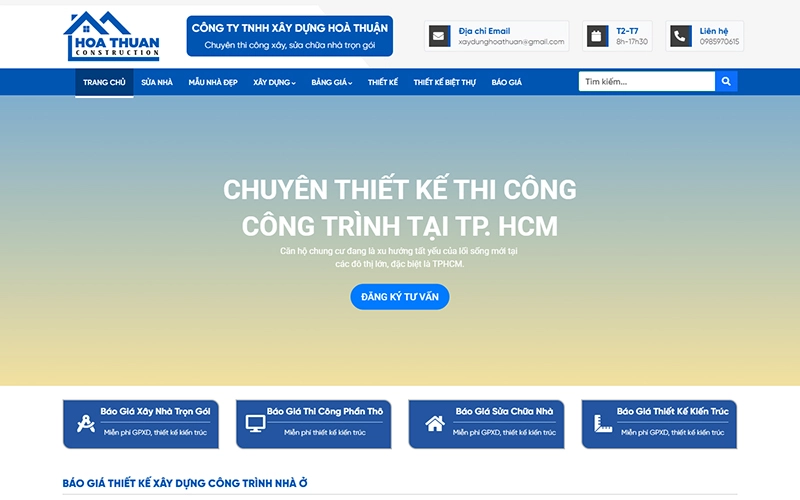 HOA THUAN
CONSTRUCTION
CÔNG TY TNHH XÂY DỰNG HOÀ THUẬN
Chuyên thi công xây, sửa chữa nhà trọn gói
Địa chỉ Email
xaydunghoathuan@gmail.com
T2-T7
8h-17h30
Liên hệ
0985970615
TRANG CHỦ SỬA NHÀ MẪU NHÀ ĐẸP XÂY DỰNG BẢNG GIÁ THIẾT KẾ THIẾT KẾ BIỆT THỰ BÁO GIÁ
Tìm kiếm...
CHUYÊN THIẾT KẾ THI CÔNG
CÔNG TRÌNH TẠI TP. HCM
Căn hộ chung cư đang là xu hướng tất yếu của lối sống mới tại
các đô thị lớn, đặc biệt là TPHCM.
ĐĂNG KÝ TƯ VẤN
Báo Giá Xây Nhà Trọn Gói
Miễn phí GPXD, thiết kế kiến trúc
Báo Giá Thi Công Phần Thô
Miễn phí thiết kế kiến trúc
Báo Giá Sửa Chữa Nhà
Miễn phí GPXD, thiết kế kiến trúc
Báo Giá Thiết Kế Kiến Trúc
Miễn phí GPXD, thiết kế kiến trúc
BÁO GIÁ THIẾT KẾ XÂY DỰNG CÔNG TRÌNH NHÀ Ở